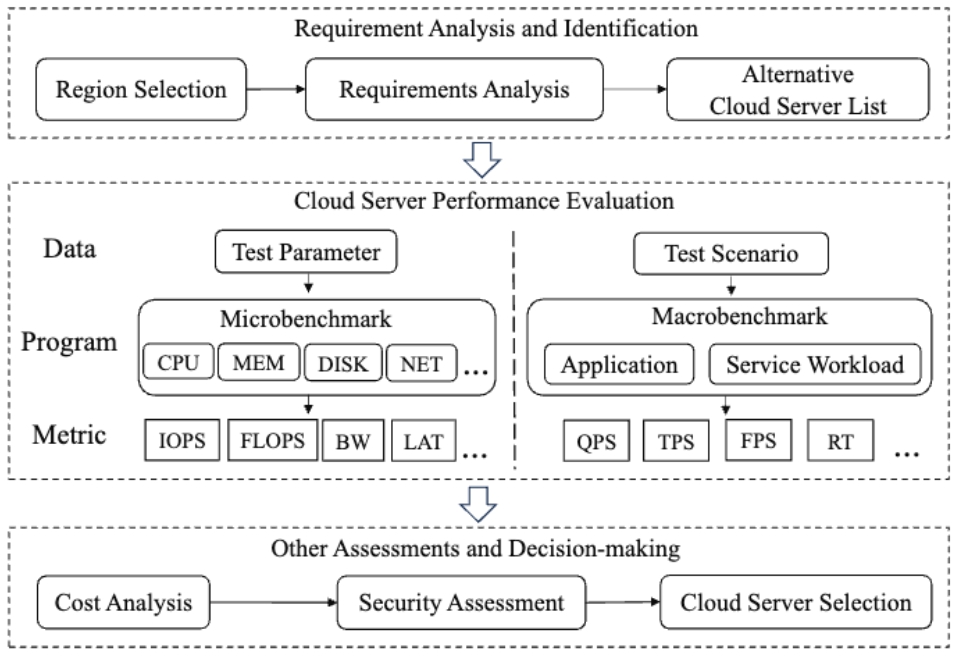 Requirement Analysis and Identification
Region Selection
Requirements Analysis
Alternative
Cloud Server List
Cloud Server Performance Evaluation
Data
Test Parameter
Test Scenario
Program
Microbenchmark
CPU
MEM
DISK
NET
...
Macrobenchmark
Application
Service Workload
Metric
IOPS
FLOPS
BW
LAT
...
QPS
TPS
FPS
RT
...
Other Assessments and Decision-making
Cost Analysis
Security Assessment
Cloud Server Selection